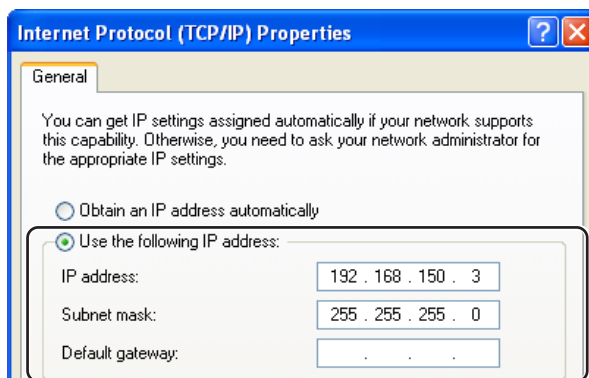 Internet Protocol (TCP/IP) Properties
General
You can get IP settings assigned automatically if your network supports
this capability. Otherwise, you need to ask your network administrator for
the appropriate IP settings.
Obtain an IP address automatically
Use the following IP address:
IP address: 192 . 168 . 150 . 3
Subnet mask: 255 . 255 . 255 . 0
Default gateway: . . .